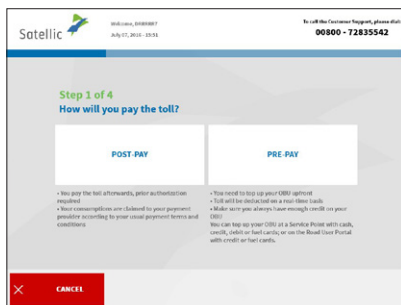 Satellic
Welcome,
July 07, 2016 - 15:51
To call the Customer Support, please dial:
00800 - 72835542
Step 1 of 4
How will you pay the toll?
POST-PAY
PRE-PAY
• You pay the toll afterwards, prior authorization
required
• Your consumptions are claimed to your payment
provider according to your usual payment terms and
conditions
• You need to top up your OBU upfront
• Toll will be deducted on a real-time basis
• Make sure you always have enough credit on your
OBU
You can top up your OBU at a Service Point with cash,
credit, debit or fuel cards; or on the Road User Portal
with credit or fuel cards.
CANCEL